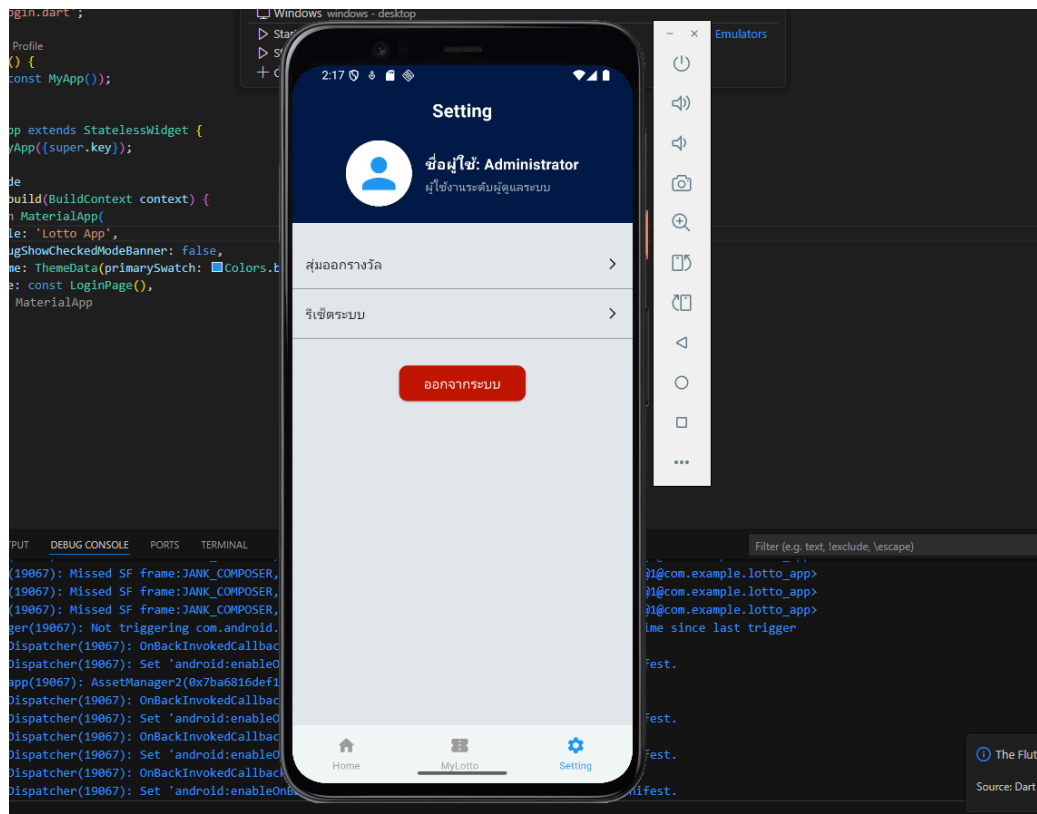 ogin.dart';
Profile
() {
const MyApp());
pp extends StatelessWidget {
yApp({super.key});
de
build(BuildContext context) {
n MaterialApp(
le: 'Lotto App',
ugShowCheckedModeBanner: false,
me: ThemeData(primarySwatch: Colors.b
e: const LoginPage(),
MaterialApp
Windows windows - desktop
Emulators
2:17
Setting
ชื่อผู้ใช้: Administrator
ผู้ใช้งานระดับผู้ดูแลระบบ
สุ่มออกรางวัล
รีเซ็ตระบบ
ออกจากระบบ
Home MyLotto Setting
TPUT DEBUG CONSOLE PORTS TERMINAL
Filter (e.g. text, !exclude, \escape)
(19067): Missed SF frame:JANK_COMPOSER, 01@com.example.lotto_app>
(19067): Missed SF frame:JANK_COMPOSER, 01@com.example.lotto_app>
(19067): Missed SF frame:JANK_COMPOSER, 01@com.example.lotto_app>
ger(19067): Not triggering com.android. ime since last trigger
Dispatcher(19067): OnBackInvokedCallbac
Dispatcher(19067): Set 'android:enableO fest.
app(19067): AssetManager2(0x7ba6816def1
Dispatcher(19067): OnBackInvokedCallbac
Dispatcher(19067): Set 'android:enableO fest.
Dispatcher(19067): OnBackInvokedCallbac
Dispatcher(19067): Set 'android:enableO fest.
Dispatcher(19067): OnBackInvokedCallback
Dispatcher(19067): Set 'android:enableOnB nifest.
The Flut
Source: Dart